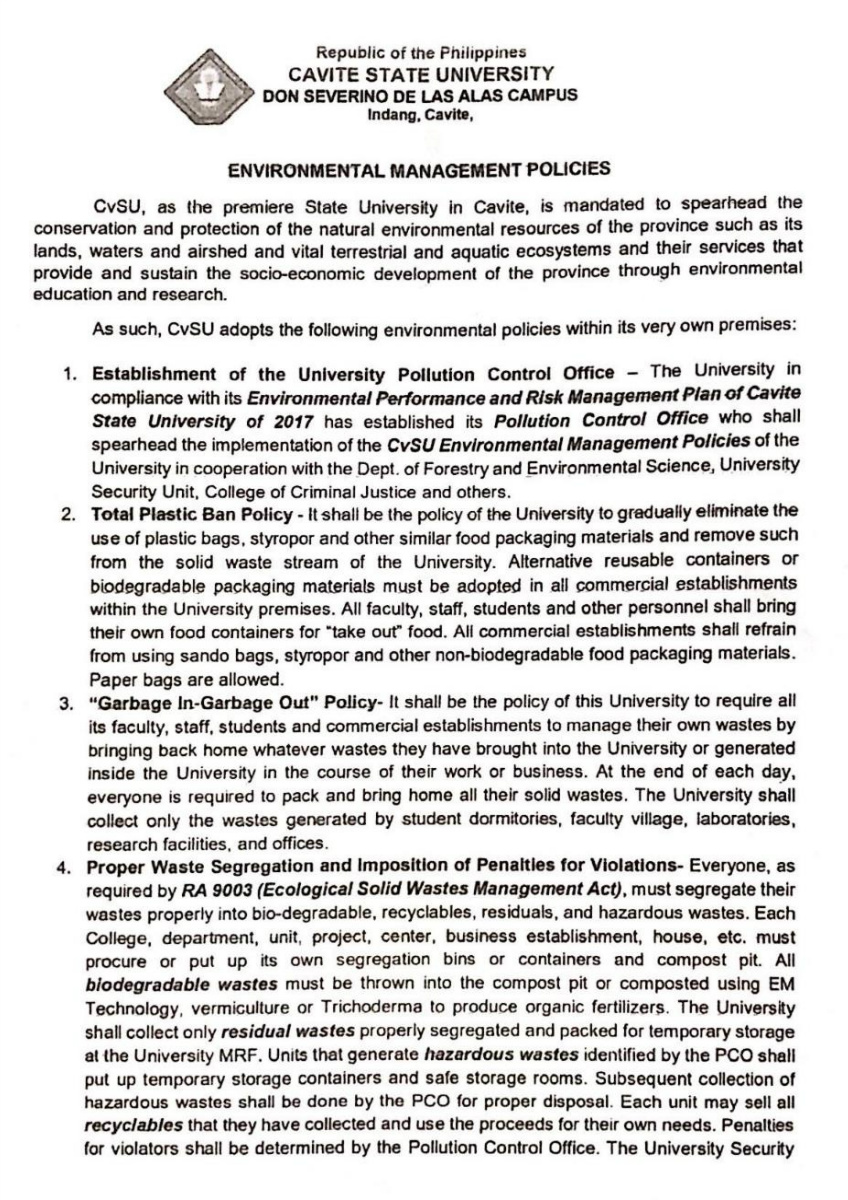 Republic of the Philippines
CAVITE STATE UNIVERSITY
DON SEVERINO DE LAS ALAS CAMPUS
Indang, Cavite,
ENVIRONMENTAL MANAGEMENT POLICIES
CvSU, as the premiere State University in Cavite, is mandated to spearhead the
conservation and protection of the natural environmental resources of the province such as its
lands, waters and airshed and vital terrestrial and aquatic ecosystems and their services that
provide and sustain the socio-economic development of the province through environmental
education and research.
As such, CvSU adopts the following environmental policies within its very own premises:
1. Establishment of the University Pollution Control Office – The University in
compliance with its Environmental Performance and Risk Management Plan of Cavite
State University of 2017 has established its Pollution Control Office who shall
spearhead the implementation of the CvSU Environmental Management Policies of the
University in cooperation with the Dept. of Forestry and Environmental Science, University
Security Unit, College of Criminal Justice and others.
2. Total Plastic Ban Policy - It shall be the policy of the University to gradually eliminate the
use of plastic bags, styropor and other similar food packaging materials and remove such
from the solid waste stream of the University. Alternative reusable containers or
biodegradable packaging materials must be adopted in all commercial establishments
within the University premises. All faculty, staff, students and other personnel shall bring
their own food containers for "take out" food. All commercial establishments shall refrain
from using sando bags, styropor and other non-biodegradable food packaging materials.
Paper bags are allowed.
3. "Garbage In-Garbage Out" Policy- It shall be the policy of this University to require all
its faculty, staff, students and commercial establishments to manage their own wastes by
bringing back home whatever wastes they have brought into the University or generated
inside the University in the course of their work or business. At the end of each day,
everyone is required to pack and bring home all their solid wastes. The University shall
collect only the wastes generated by student dormitories, faculty village, laboratories,
research facilities, and offices.
4. Proper Waste Segregation and Imposition of Penalties for Violations- Everyone, as
required by RA 9003 (Ecological Solid Wastes Management Act), must segregate their
wastes properly into bio-degradable, recyclables, residuals, and hazardous wastes. Each
College, department, unit, project, center, business establishment, house, etc. must
procure or put up its own segregation bins or containers and compost pit. All
biodegradable wastes must be thrown into the compost pit or composted using EM
Technology, vermiculture or Trichoderma to produce organic fertilizers. The University
shall collect only residual wastes properly segregated and packed for temporary storage
at the University MRF. Units that generate hazardous wastes identified by the PCO shall
put up temporary storage containers and safe storage rooms. Subsequent collection of
hazardous wastes shall be done by the PCO for proper disposal. Each unit may sell all
recyclables that they have collected and use the proceeds for their own needs. Penalties
for violators shall be determined by the Pollution Control Office. The University Security